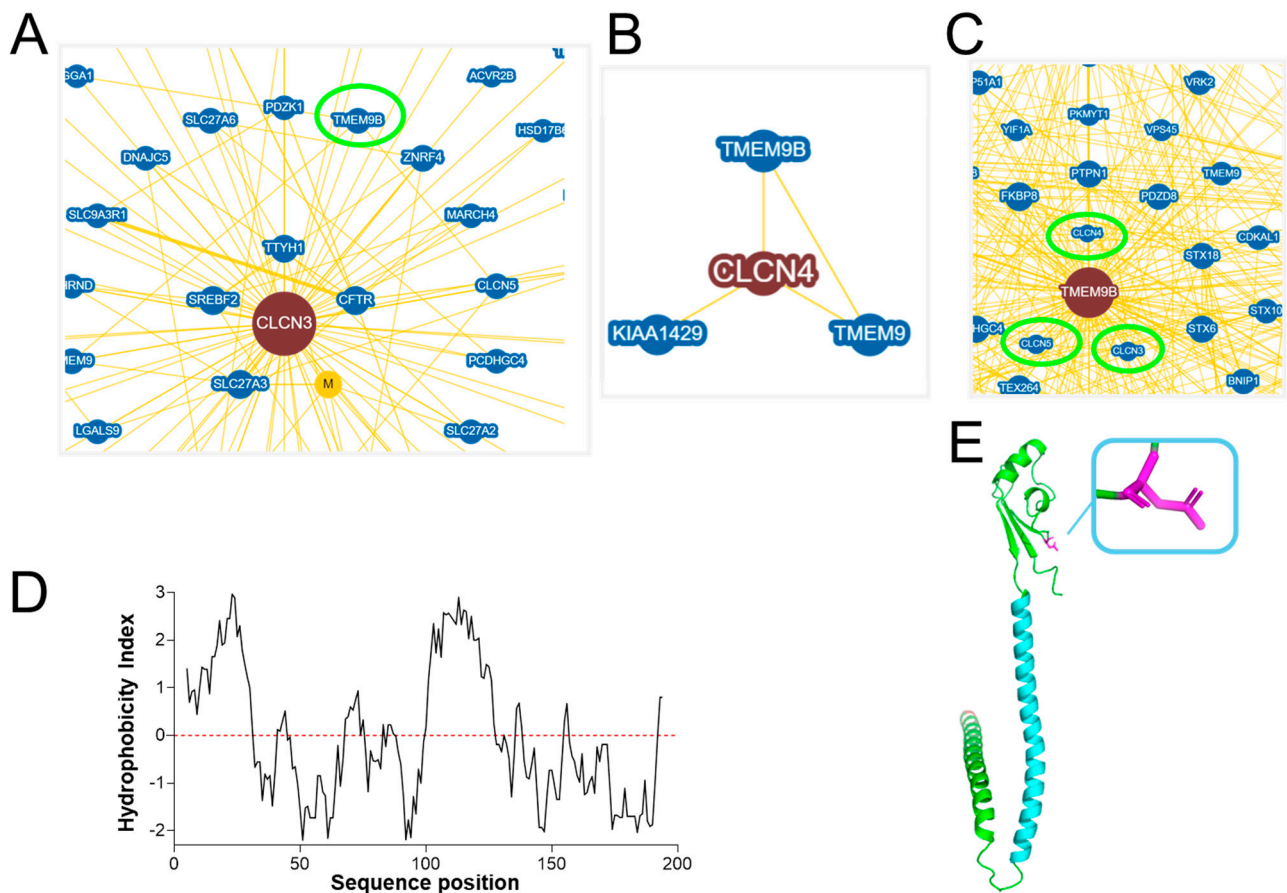 A
SGA1
ACVR2B
PDZK1
TMEM9B
SLC27A6
HSD17B6
DNAJC5
ZNRF4
SLC9A3R1
MARCH4
TTYH1
HRND
SREBF2
CFTR
CLCN5
CLCN3
MEM9
PCDHGC4
SLC27A3
M
LGALS9
SLC27A2
B
TMEM9B
CLCN4
KIAA1429
TMEM9
C
P51A1
VRK2
PKMYT1
YIF1A
VPS45
PTPN1
TMEM9
FKBP8
PDZD8
CLCN4
CDKAL1
STX18
TMEM9B
STX10
HGC4
STX6
CLCN5
CLCN3
TEX264
BNIP1
D
Hydrophobicity Index
3
2
1
0
-1
-2
0
50
100
150
200
Sequence position
E